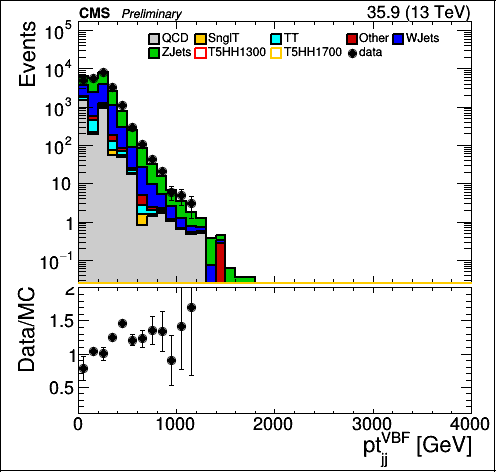 CMS Preliminary 35.9 (13 TeV)
Events
QCD SnglT TT Other WJets
ZJets T5HH1300 T5HH1700 data
10^5
10^4
10^3
10^2
10
1
10^−1
Data/MC
2
1.5
1
0.5
0 1000 2000 3000 4000
pt_jj^VBF [GeV]